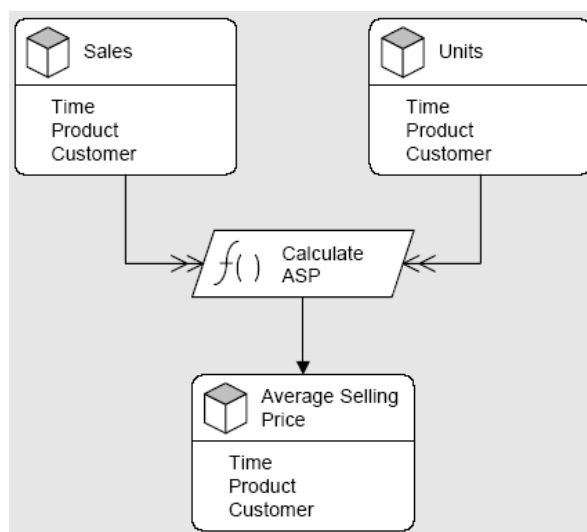 Sales
Time
Product
Customer
Units
Time
Product
Customer
f( )
Calculate
ASP
Average Selling
Price
Time
Product
Customer